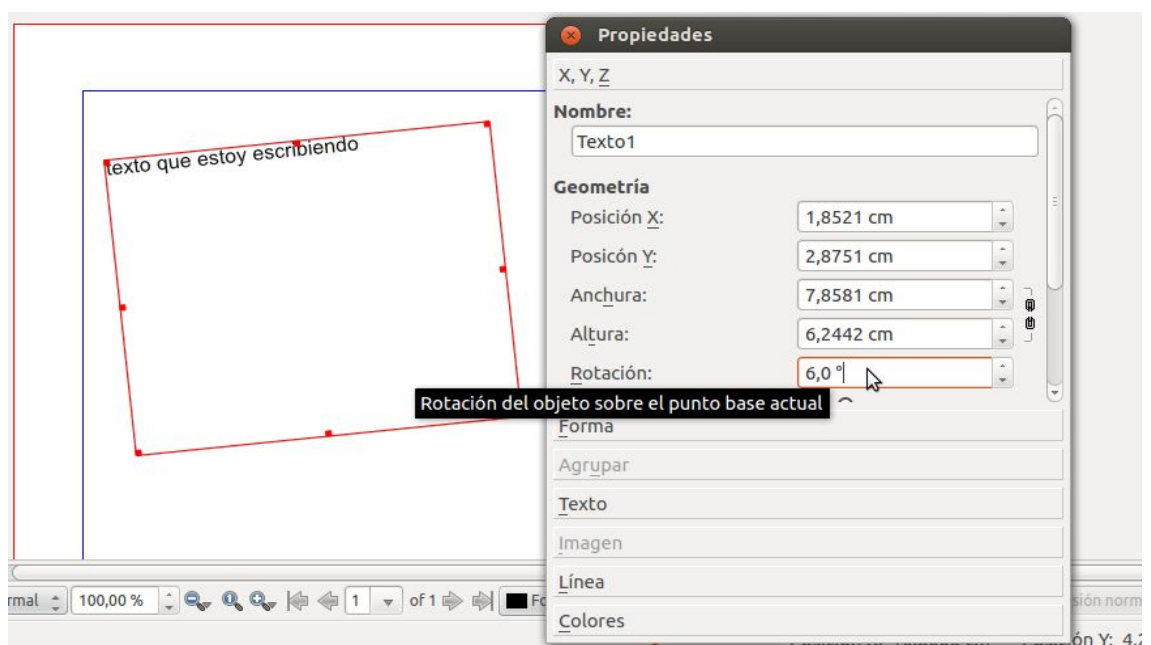 Propiedades
X, Y, Z
Nombre:
Texto1
texto que estoy escribiendo
Geometría
Posición X: 1,8521 cm
Posicón Y: 2,8751 cm
Anchura: 7,8581 cm
Altura: 6,2442 cm
Rotación: 6,0 °
Rotación del objeto sobre el punto base actual
Forma
Agrupar
Texto
Imagen
Línea
100,00 % 1 of 1
Colores